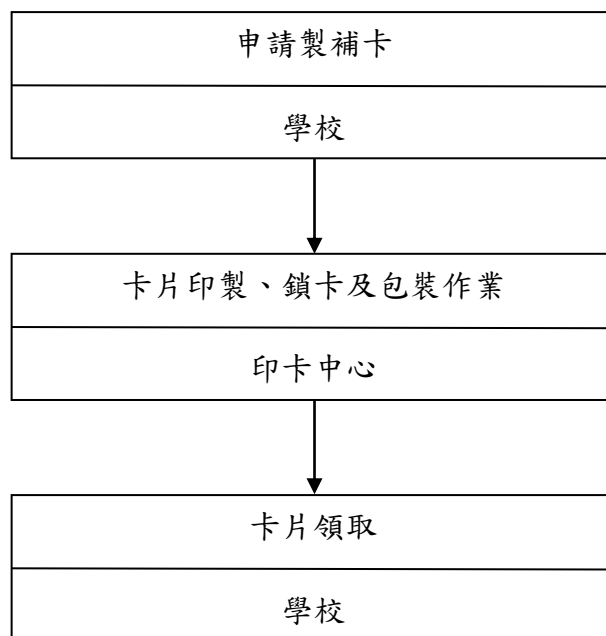 申請製補卡
學校
卡片印製、鎖卡及包裝作業
印卡中心
卡片領取
學校